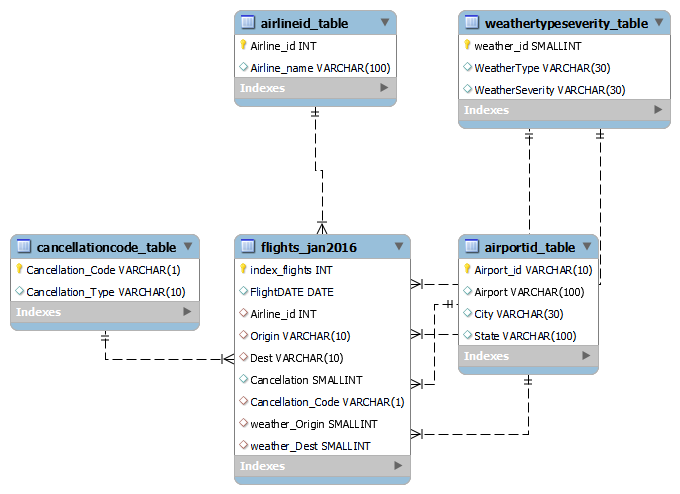 airlineid_table
Airline_id INT
Airline_name VARCHAR(100)
Indexes
weathertypeseverity_table
weather_id SMALLINT
WeatherType VARCHAR(30)
WeatherSeverity VARCHAR(30)
Indexes
cancellationcode_table
Cancellation_Code VARCHAR(1)
Cancellation_Type VARCHAR(10)
Indexes
flights_jan2016
index_flights INT
FlightDATE DATE
Airline_id INT
Origin VARCHAR(10)
Dest VARCHAR(10)
Cancellation SMALLINT
Cancellation_Code VARCHAR(1)
weather_Origin SMALLINT
weather_Dest SMALLINT
Indexes
airportid_table
Airport_id VARCHAR(10)
Airport VARCHAR(100)
City VARCHAR(30)
State VARCHAR(100)
Indexes